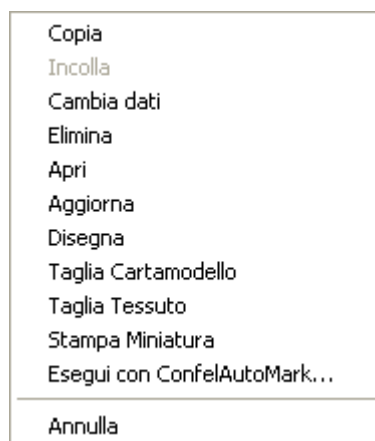 Copia
Incolla
Cambia dati
Elimina
Apri
Aggiorna
Disegna
Taglia Cartamodello
Taglia Tessuto
Stampa Miniatura
Esegui con ConfelAutoMark...
Annulla